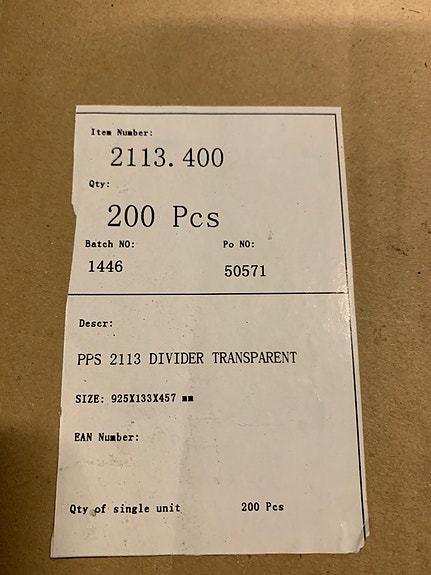 Item Number:
2113.400
Qty:
200 Pcs
Batch NO: Po NO:
1446 50571
Descr:
PPS 2113 DIVIDER TRANSPARENT
SIZE: 925X133X457 mm
EAN Number:
Qty of single unit 200 Pcs